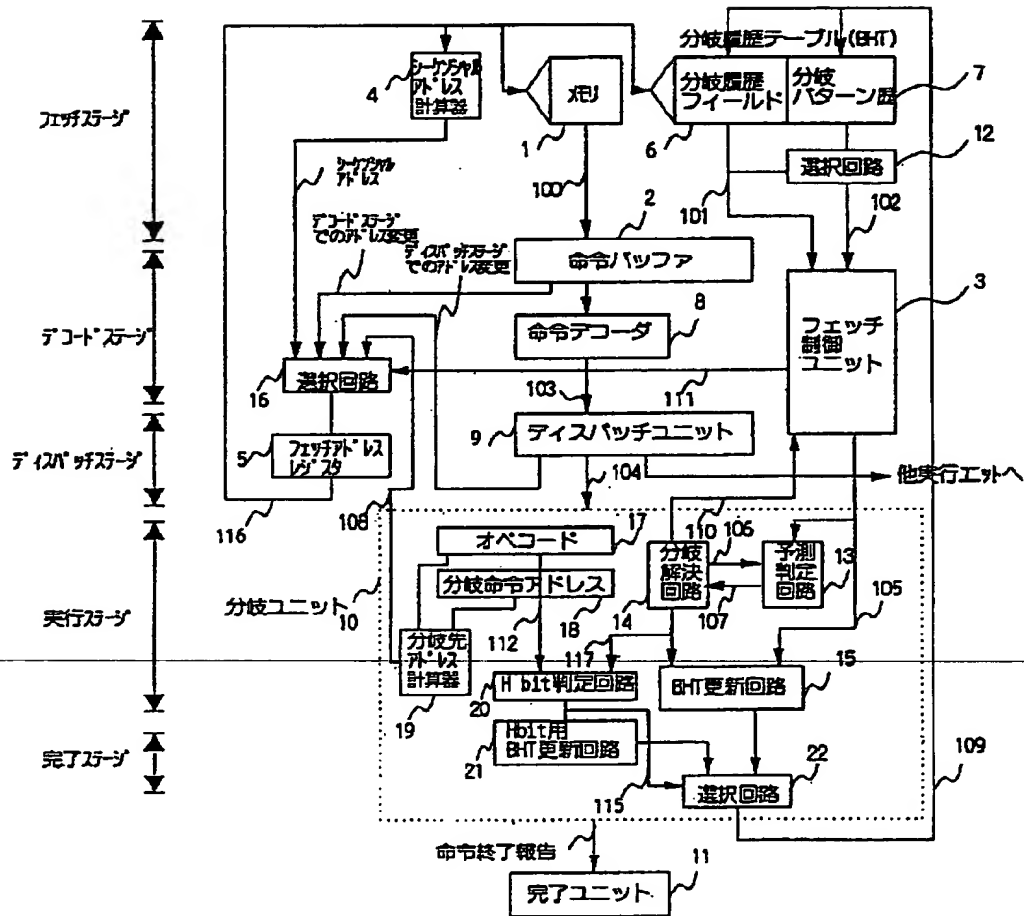 分岐履歴テーブル(BHT)
シーケンシャル
アドレス
計算器
4
メモリ
1
分岐履歴
フィールド
6
分岐
パターン歴
7
フェッチステージ
選択回路
12
シーケンシャル
アドレス
100
101
102
デコードステージ
でのアドレス変更
ディスパッチステージ
でのアドレス変更
2
命令バッファ
3
フェッチ
制御
ユニット
デコードステージ
8
命令デコーダ
選択回路
16
103
111
9
ディスパッチユニット
ディスパッチステージ
5
フェッチアドレス
レジスタ
104
他実行エットへ
116
108
17
オペコード
110
106
分岐
解決
回路
14
予測
判定
回路
13
107
105
実行ステージ
分岐ユニット
10
分岐命令アドレス
18
112
117
分岐先
アドレス
計算器
19
H bit判定回路
20
BHT更新回路
15
完了ステージ
Hbit用
BHT更新回路
21
115
選択回路
22
109
命令終了報告
11
完了ユニット